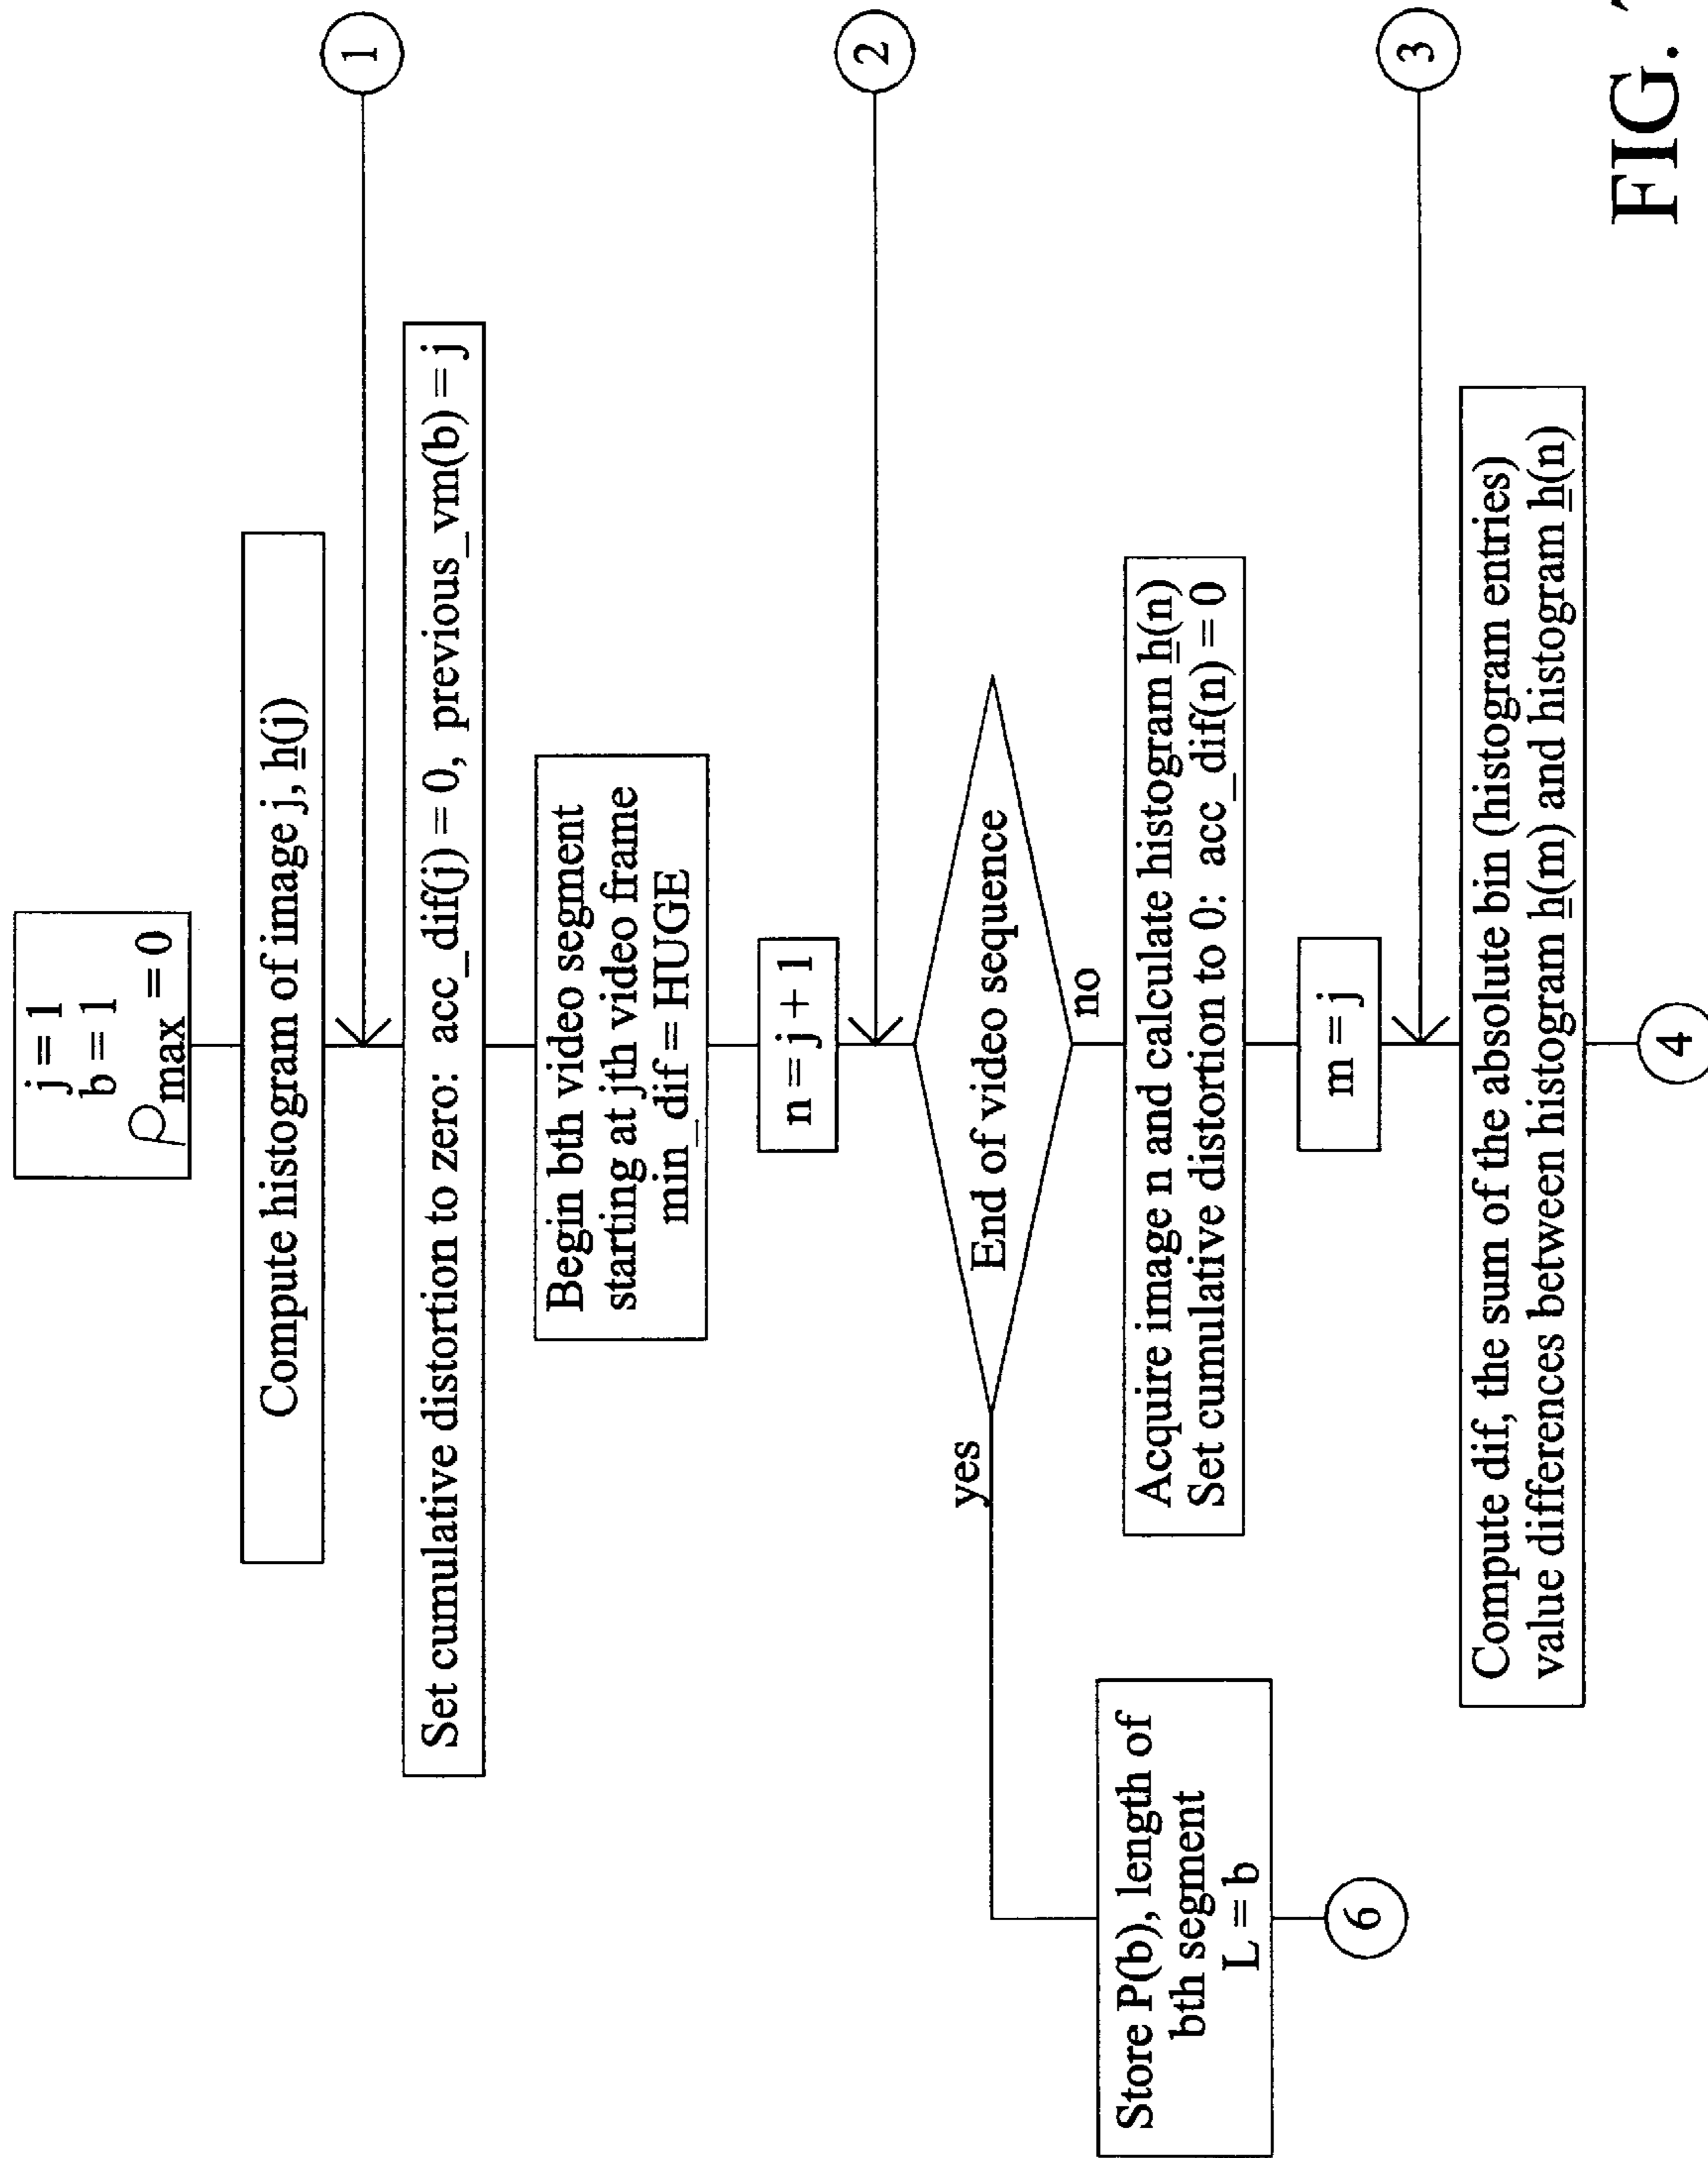 j = 1
b = 1
ρmax = 0
Compute histogram of image j, h(j)
1
Set cumulative distortion to zero: acc_dif(j) = 0, previous_vm(b) = j
Begin bth video segment
starting at jth video frame
min_dif = HUGE
n = j + 1
2
End of video sequence
yes
no
Store P(b), length of
bth segment
L = b
6
Acquire image n and calculate histogram h(n)
Set cumulative distortion to 0: acc_dif(n) = 0
m = j
3
Compute dif, the sum of the absolute bin (histogram entries)
value differences between histogram h(m) and histogram h(n)
4
FIG.